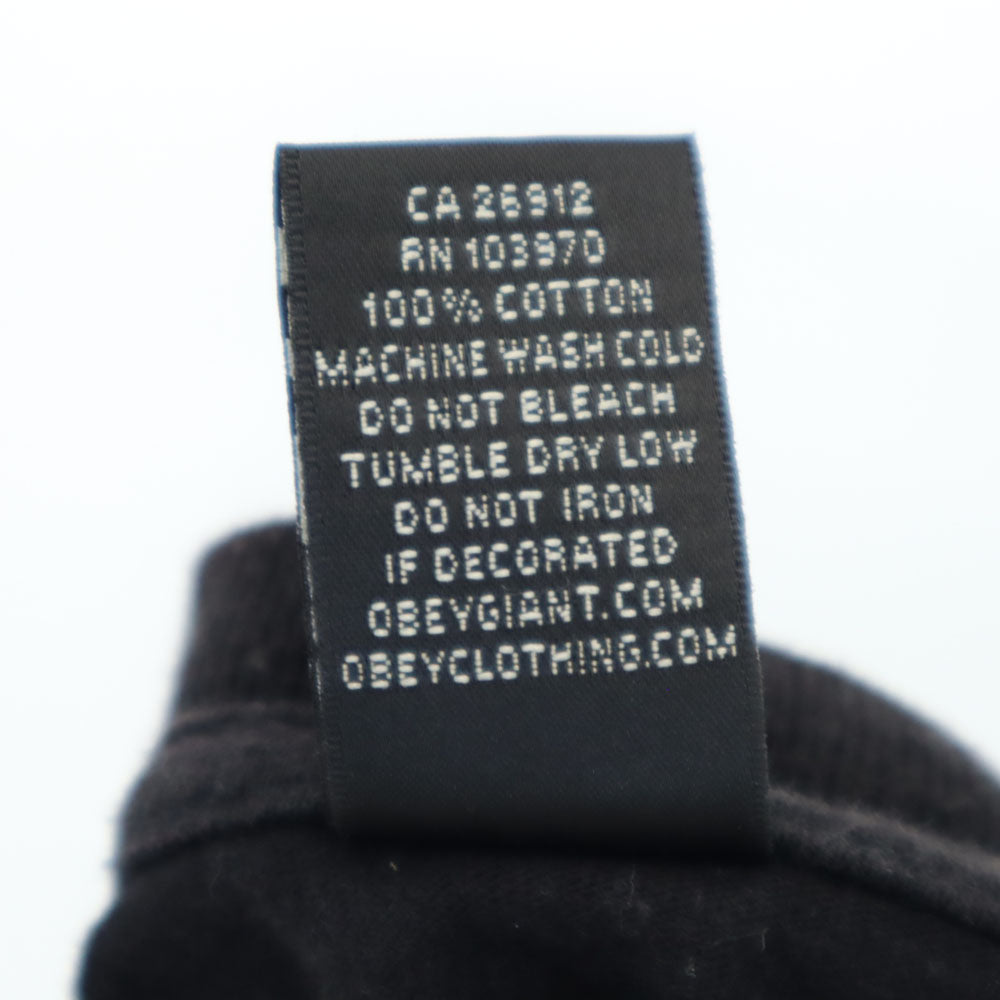 CA 26912
RN 103970
100% COTTON
MACHINE WASH COLD
DO NOT BLEACH
TUMBLE DRY LOW
DO NOT IRON
IF DECORATED
OBEYGIANT.COM
OBEYCLOTHING.COM